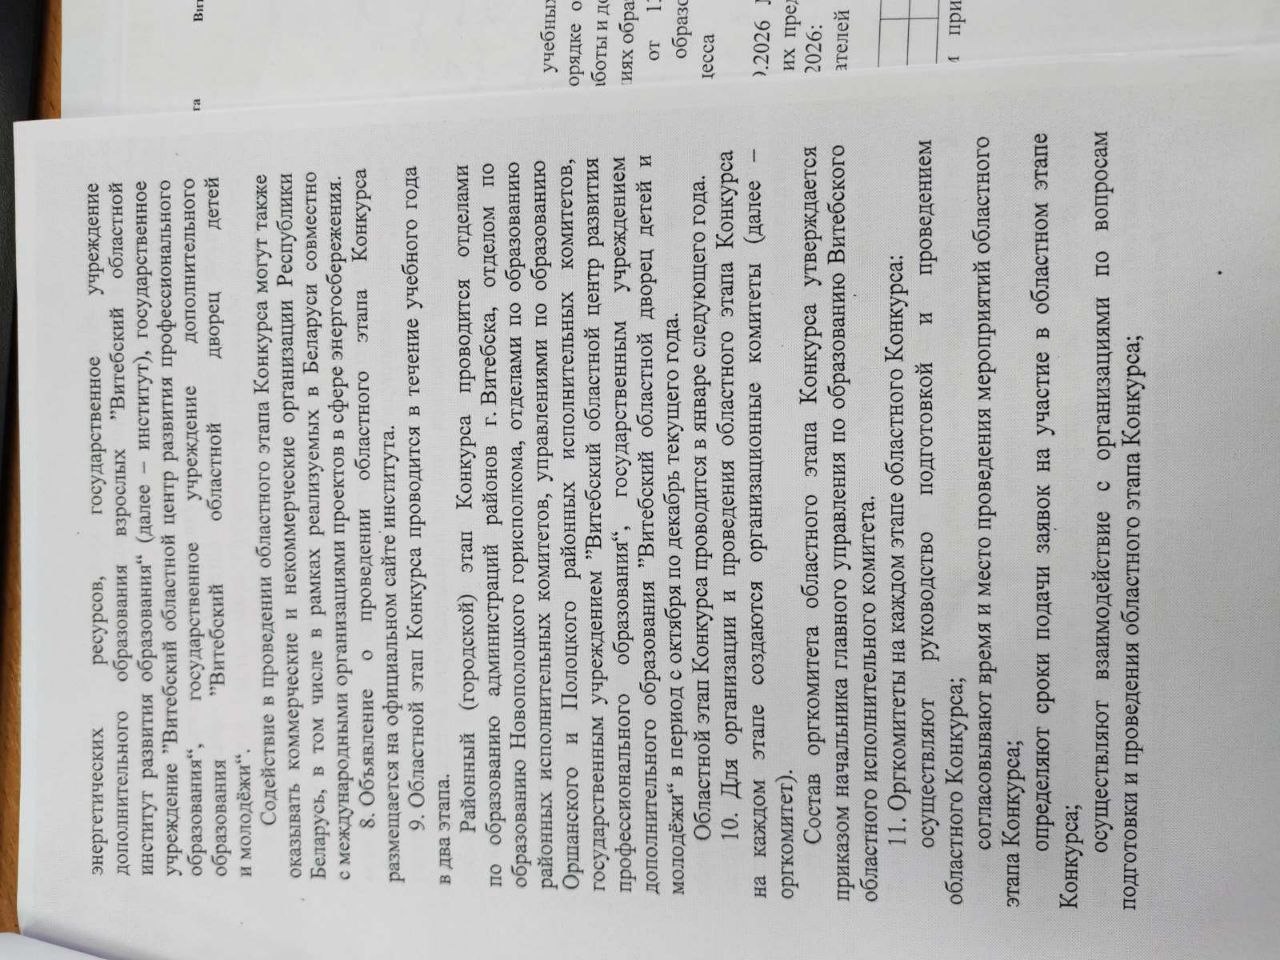 энергетических ресурсов, государственное учреждение
дополнительного образования взрослых ”Витебский областной
институт развития образования“ (далее – институт), государственное
учреждение ”Витебский областной центр развития профессионального
образования“, государственное учреждение дополнительного
образования ”Витебский областной дворец детей
и молодёжи“.
Содействие в проведении областного этапа Конкурса могут также
оказывать коммерческие и некоммерческие организации Республики
Беларусь, в том числе в рамках реализуемых в Беларуси совместно
с международными организациями проектов в сфере энергосбережения.
8. Объявление о проведении областного этапа Конкурса
размещается на официальном сайте института.
9. Областной этап Конкурса проводится в течение учебного года
в два этапа.
Районный (городской) этап Конкурса проводится отделами
по образованию администраций районов г. Витебска, отделом по
образованию Новополоцкого горисполкома, отделами по образованию
районных исполнительных комитетов, управлениями по образованию
Оршанского и Полоцкого районных исполнительных комитетов,
государственным учреждением ”Витебский областной центр развития
профессионального образования“, государственным учреждением
дополнительного образования ”Витебский областной дворец детей и
молодёжи“ в период с октября по декабрь текущего года.
Областной этап Конкурса проводится в январе следующего года.
10. Для организации и проведения областного этапа Конкурса
на каждом этапе создаются организационные комитеты (далее –
оргкомитет).
Состав оргкомитета областного этапа Конкурса утверждается
приказом начальника главного управления по образованию Витебского
областного исполнительного комитета.
11. Оргкомитеты на каждом этапе областного Конкурса:
осуществляют руководство подготовкой и проведением
областного Конкурса;
согласовывают время и место проведения мероприятий областного
этапа Конкурса;
определяют сроки подачи заявок на участие в областном этапе
Конкурса;
осуществляют взаимодействие с организациями по вопросам
подготовки и проведения областного этапа Конкурса;